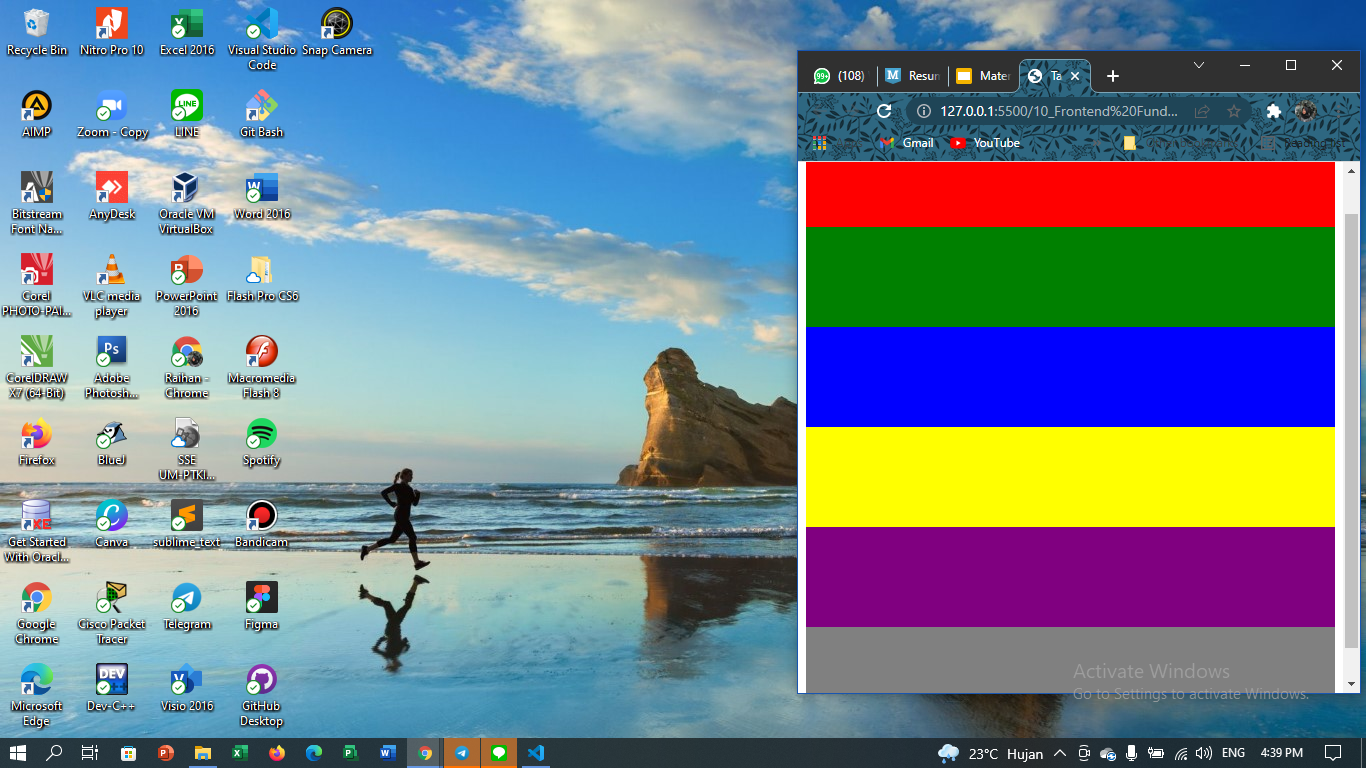 Recycle Bin
Nitro Pro 10
Excel 2016
Visual Studio
Code
Snap Camera
AIMP
Zoom - Copy
LINE
Git Bash
Bitstream
Font Na...
AnyDesk
Oracle VM
VirtualBox
Word 2016
Corel
PHOTO-PAI...
VLC media
player
PowerPoint
2016
Flash Pro CS6
CorelDRAW
X7 (64-Bit)
Adobe
Photosh...
Raihan -
Chrome
Macromedia
Flash 8
Firefox
BlueJ
SSE
UM-PTKI...
Spotify
Get Started
With Oracl...
Canva
sublime_text
Bandicam
Google
Chrome
Cisco Packet
Tracer
Telegram
Figma
Microsoft
Edge
Dev-C++
Visio 2016
GitHub
Desktop
99+ (108)
Resum
Mater
Ta
127.0.0.1:5500/10_Frontend%20Fund...
Gmail
YouTube
Reading list
Activate Windows
Go to Settings to activate Windows.
23°C Hujan
ENG
4:39 PM